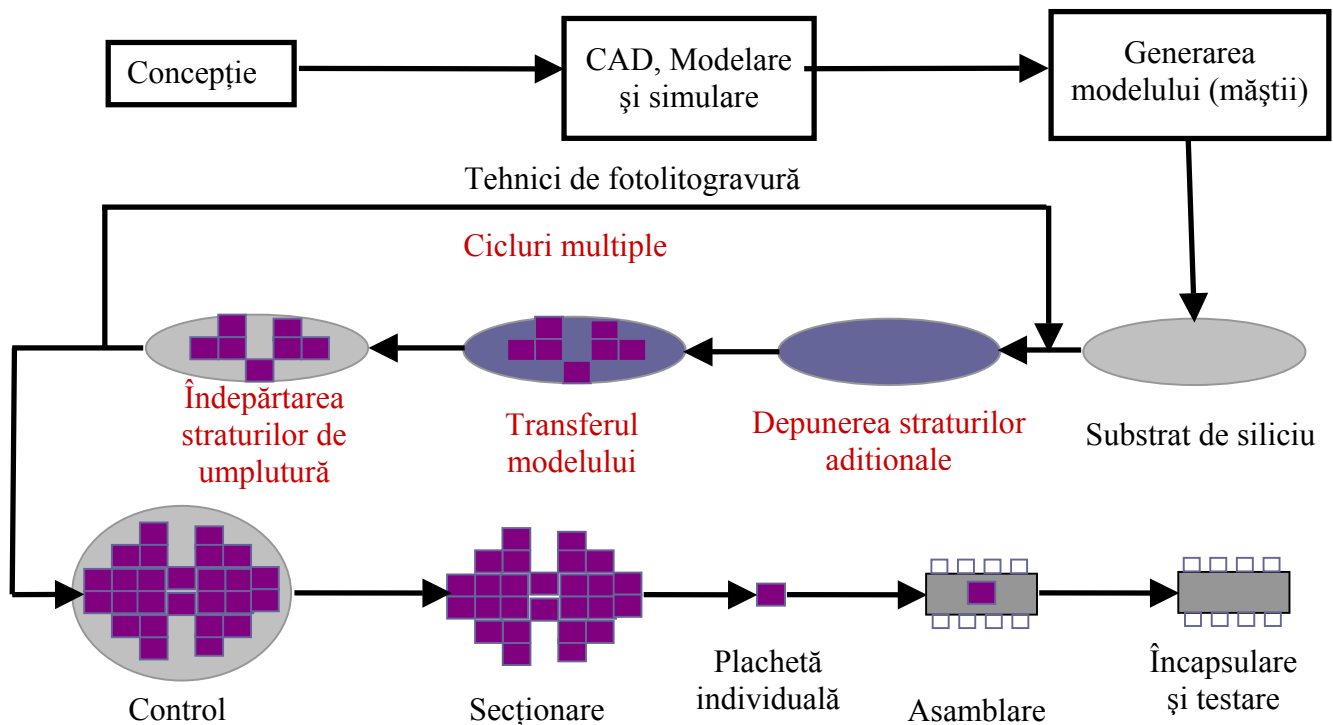 Concepție
CAD, Modelare
şi simulare
Generarea
modelului (măştii)
Tehnici de fotolitogravură
Cicluri multiple
Îndepărtarea
straturilor de
umplutură
Transferul
modelului
Depunerea straturilor
aditionale
Substrat de siliciu
Control
Secționare
Plachetă
individuală
Asamblare
Încapsulare
și testare